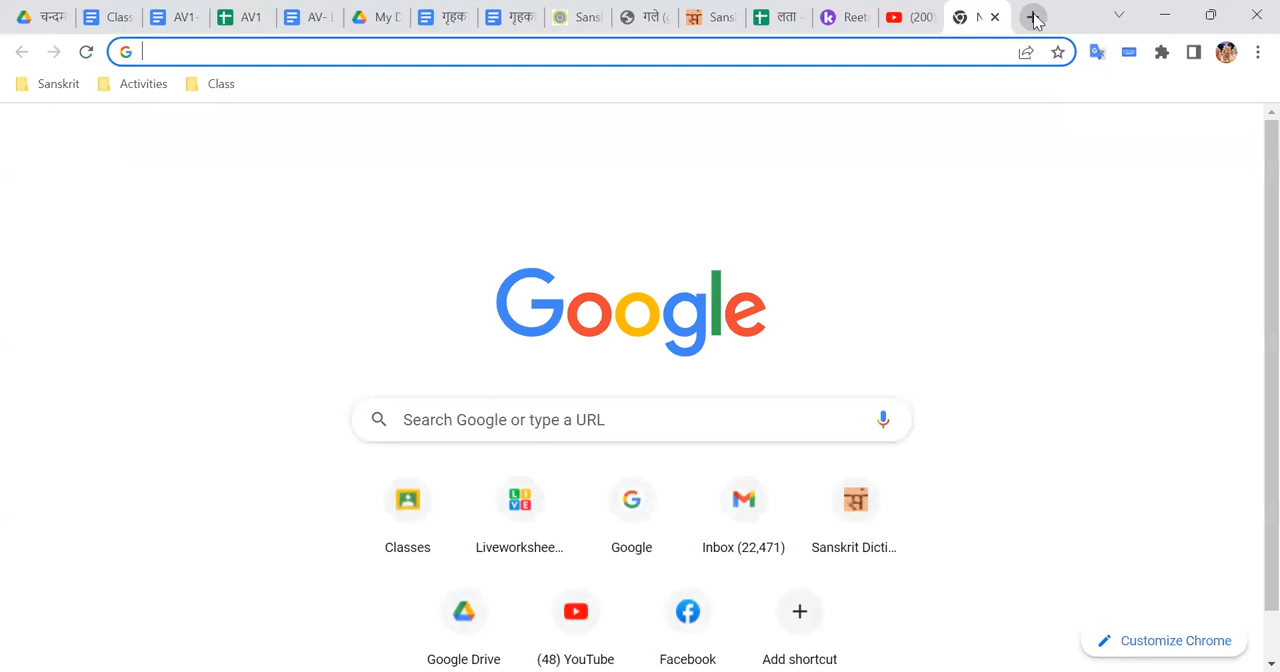 चन्दम Class AV1- AV1 AV- L My D गृहक गृहक Sansk गले ( Sansk लता - Reet (200)
Sanskrit Activities Class
Google
Search Google or type a URL
Classes Liveworkshee... Google Inbox (22,471) Sanskrit Dicti...
Google Drive (48) YouTube Facebook Add shortcut
Customize Chrome